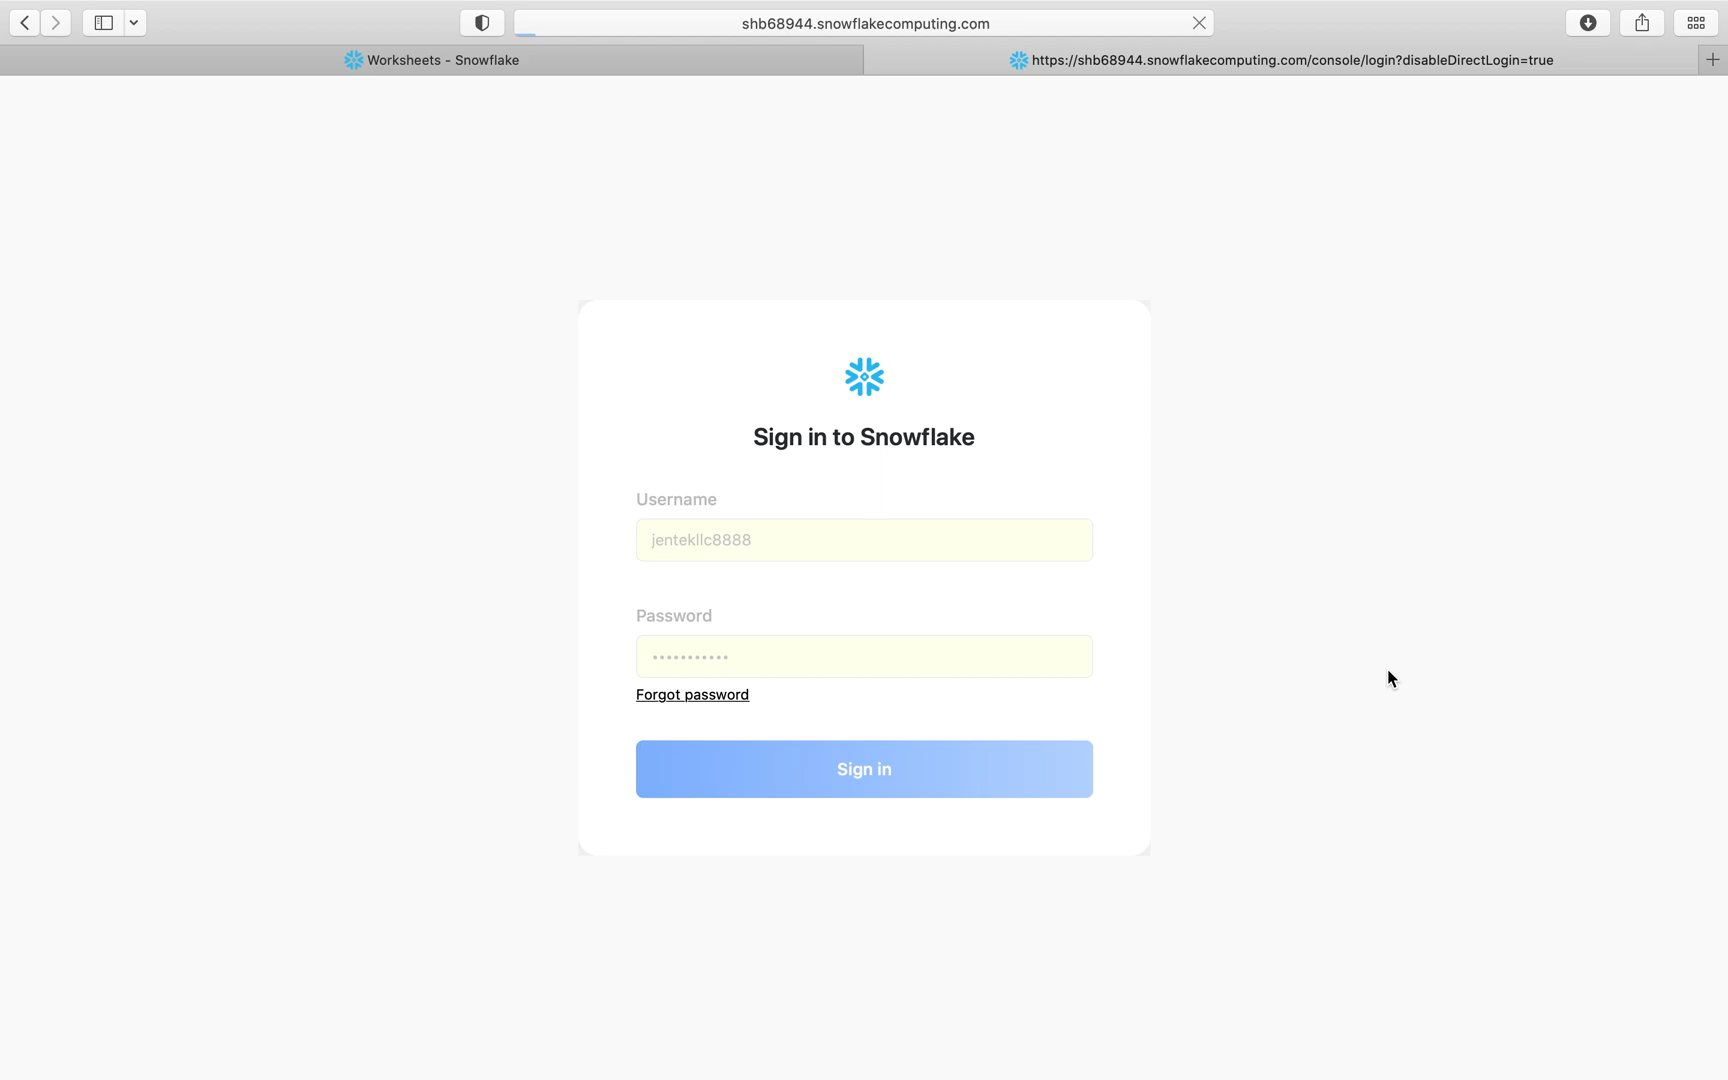 shb68944.snowflakecomputing.com
Worksheets - Snowflake
https://shb68944.snowflakecomputing.com/console/login?disableDirectLogin=true
Sign in to Snowflake
Username
jentekllc8888
Password
Forgot password
Sign in